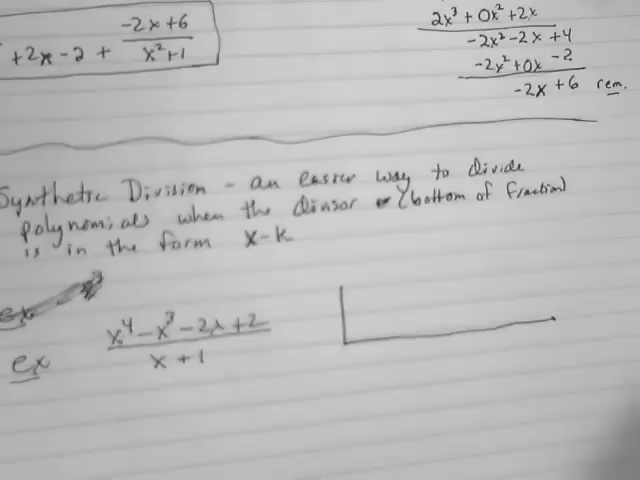 +2x-2 + (-2x+6)/(x²+1)
2x³ + 0x² + 2x
-2x² - 2x + 4
-2x² + 0x - 2
-2x + 6 rem.
Synthetic Division - an easier way to divide
polynomials when the divisor (bottom of fraction)
is in the form x-k
ex (x⁴ - x³ - 2x + 2)/(x + 1)